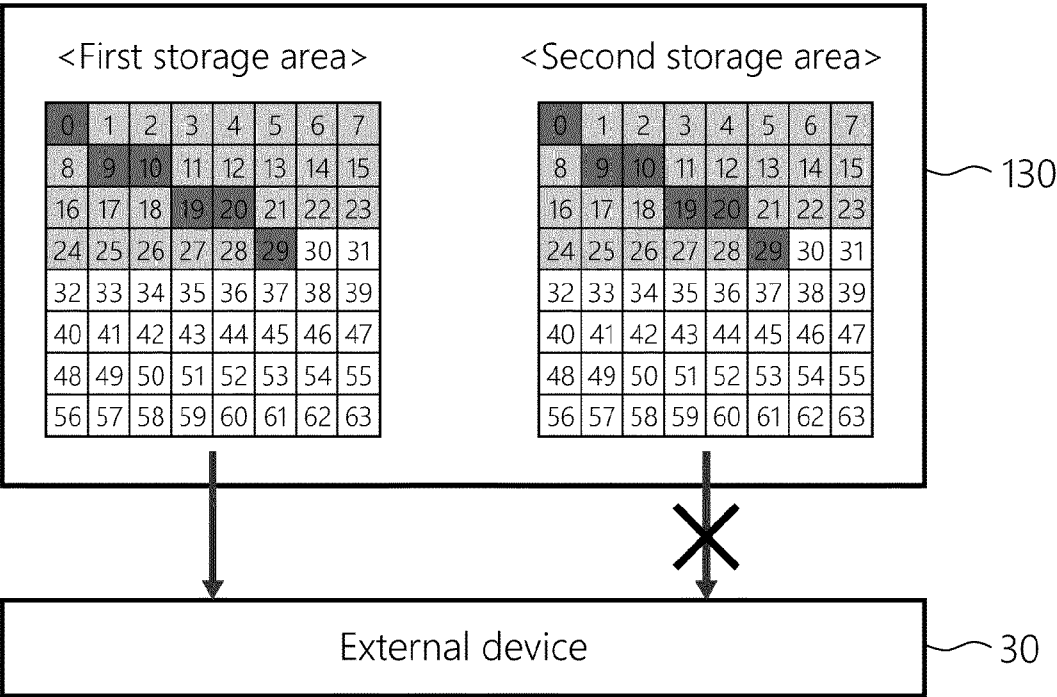 <First storage area>
<Second storage area>
0 1 2 3 4 5 6 7
8 9 10 11 12 13 14 15
16 17 18 19 20 21 22 23
24 25 26 27 28 29 30 31
32 33 34 35 36 37 38 39
40 41 42 43 44 45 46 47
48 49 50 51 52 53 54 55
56 57 58 59 60 61 62 63
0 1 2 3 4 5 6 7
8 9 10 11 12 13 14 15
16 17 18 19 20 21 22 23
24 25 26 27 28 29 30 31
32 33 34 35 36 37 38 39
40 41 42 43 44 45 46 47
48 49 50 51 52 53 54 55
56 57 58 59 60 61 62 63
130
External device
30